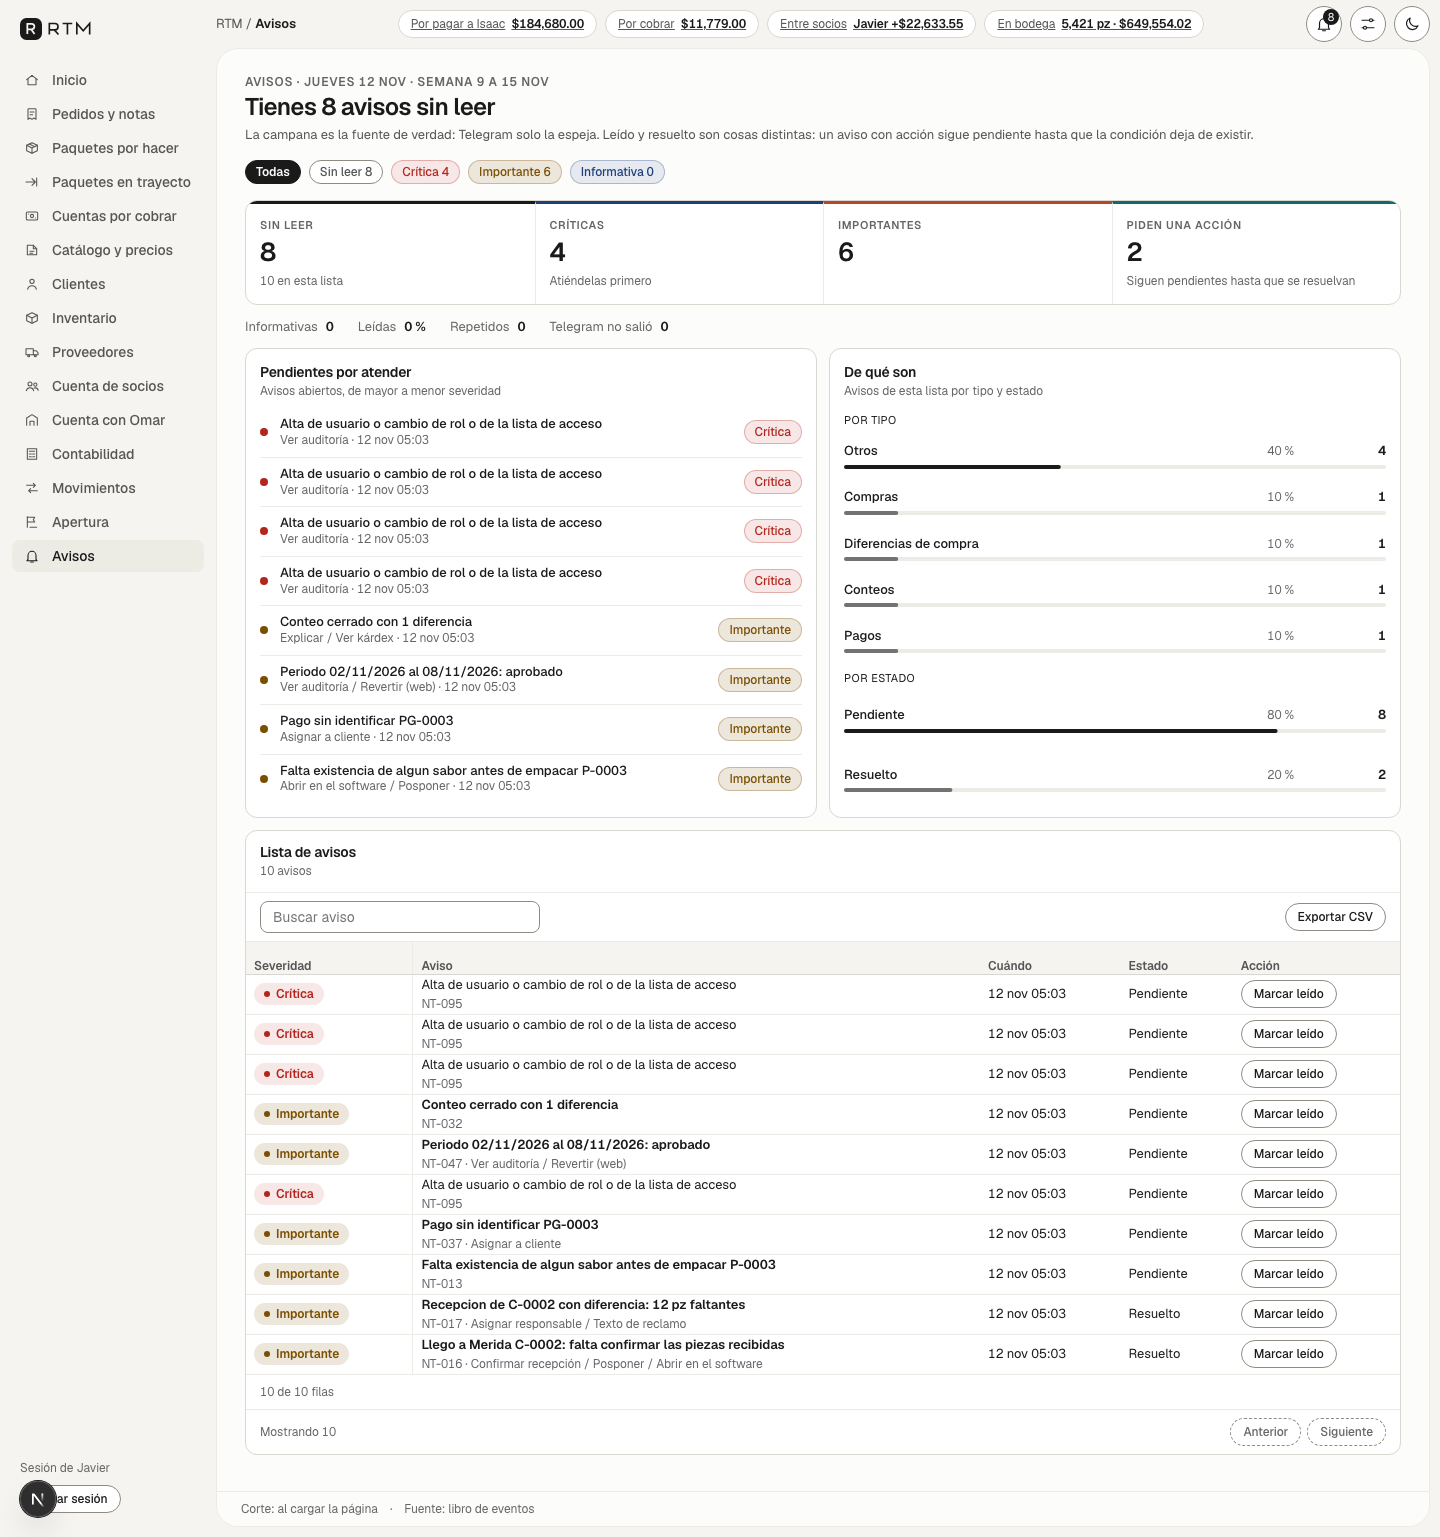 R RTM
Inicio
Pedidos y notas
Paquetes por hacer
Paquetes en trayecto
Cuentas por cobrar
Catálogo y precios
Clientes
Inventario
Proveedores
Cuenta de socios
Cuenta con Omar
Contabilidad
Movimientos
Apertura
Avisos
Sesión de Javier
N ar sesión
RTM / Avisos
Por pagar a Isaac $184,680.00
Por cobrar $11,779.00
Entre socios Javier +$22,633.55
En bodega 5,421 pz · $649,554.02
8
AVISOS · JUEVES 12 NOV · SEMANA 9 A 15 NOV
Tienes 8 avisos sin leer
La campana es la fuente de verdad: Telegram solo la espeja. Leído y resuelto son cosas distintas: un aviso con acción sigue pendiente hasta que la condición deja de existir.
Todas
Sin leer 8
Crítica 4
Importante 6
Informativa 0
SIN LEER
8
10 en esta lista
CRÍTICAS
4
Atiéndelas primero
IMPORTANTES
6
PIDEN UNA ACCIÓN
2
Siguen pendientes hasta que se resuelvan
Informativas 0 Leídas 0 % Repetidos 0 Telegram no salió 0
Pendientes por atender
Avisos abiertos, de mayor a menor severidad
Alta de usuario o cambio de rol o de la lista de acceso
Ver auditoría · 12 nov 05:03
Crítica
Alta de usuario o cambio de rol o de la lista de acceso
Ver auditoría · 12 nov 05:03
Crítica
Alta de usuario o cambio de rol o de la lista de acceso
Ver auditoría · 12 nov 05:03
Crítica
Alta de usuario o cambio de rol o de la lista de acceso
Ver auditoría · 12 nov 05:03
Crítica
Conteo cerrado con 1 diferencia
Explicar / Ver kárdex · 12 nov 05:03
Importante
Periodo 02/11/2026 al 08/11/2026: aprobado
Ver auditoría / Revertir (web) · 12 nov 05:03
Importante
Pago sin identificar PG-0003
Asignar a cliente · 12 nov 05:03
Importante
Falta existencia de algun sabor antes de empacar P-0003
Abrir en el software / Posponer · 12 nov 05:03
Importante
De qué son
Avisos de esta lista por tipo y estado
POR TIPO
Otros 40 % 4
Compras 10 % 1
Diferencias de compra 10 % 1
Conteos 10 % 1
Pagos 10 % 1
POR ESTADO
Pendiente 80 % 8
Resuelto 20 % 2
Lista de avisos
10 avisos
Buscar aviso
Exportar CSV
Severidad Aviso Cuándo Estado Acción
Crítica Alta de usuario o cambio de rol o de la lista de acceso 12 nov 05:03 Pendiente Marcar leído
NT-095
Crítica Alta de usuario o cambio de rol o de la lista de acceso 12 nov 05:03 Pendiente Marcar leído
NT-095
Crítica Alta de usuario o cambio de rol o de la lista de acceso 12 nov 05:03 Pendiente Marcar leído
NT-095
Importante Conteo cerrado con 1 diferencia 12 nov 05:03 Pendiente Marcar leído
NT-032
Importante Periodo 02/11/2026 al 08/11/2026: aprobado 12 nov 05:03 Pendiente Marcar leído
NT-047 · Ver auditoría / Revertir (web)
Crítica Alta de usuario o cambio de rol o de la lista de acceso 12 nov 05:03 Pendiente Marcar leído
NT-095
Importante Pago sin identificar PG-0003 12 nov 05:03 Pendiente Marcar leído
NT-037 · Asignar a cliente
Importante Falta existencia de algun sabor antes de empacar P-0003 12 nov 05:03 Pendiente Marcar leído
NT-013
Importante Recepcion de C-0002 con diferencia: 12 pz faltantes 12 nov 05:03 Resuelto Marcar leído
NT-017 · Asignar responsable / Texto de reclamo
Importante Llego a Merida C-0002: falta confirmar las piezas recibidas 12 nov 05:03 Resuelto Marcar leído
NT-016 · Confirmar recepción / Posponer / Abrir en el software
10 de 10 filas
Mostrando 10
Anterior
Siguiente
Corte: al cargar la página · Fuente: libro de eventos